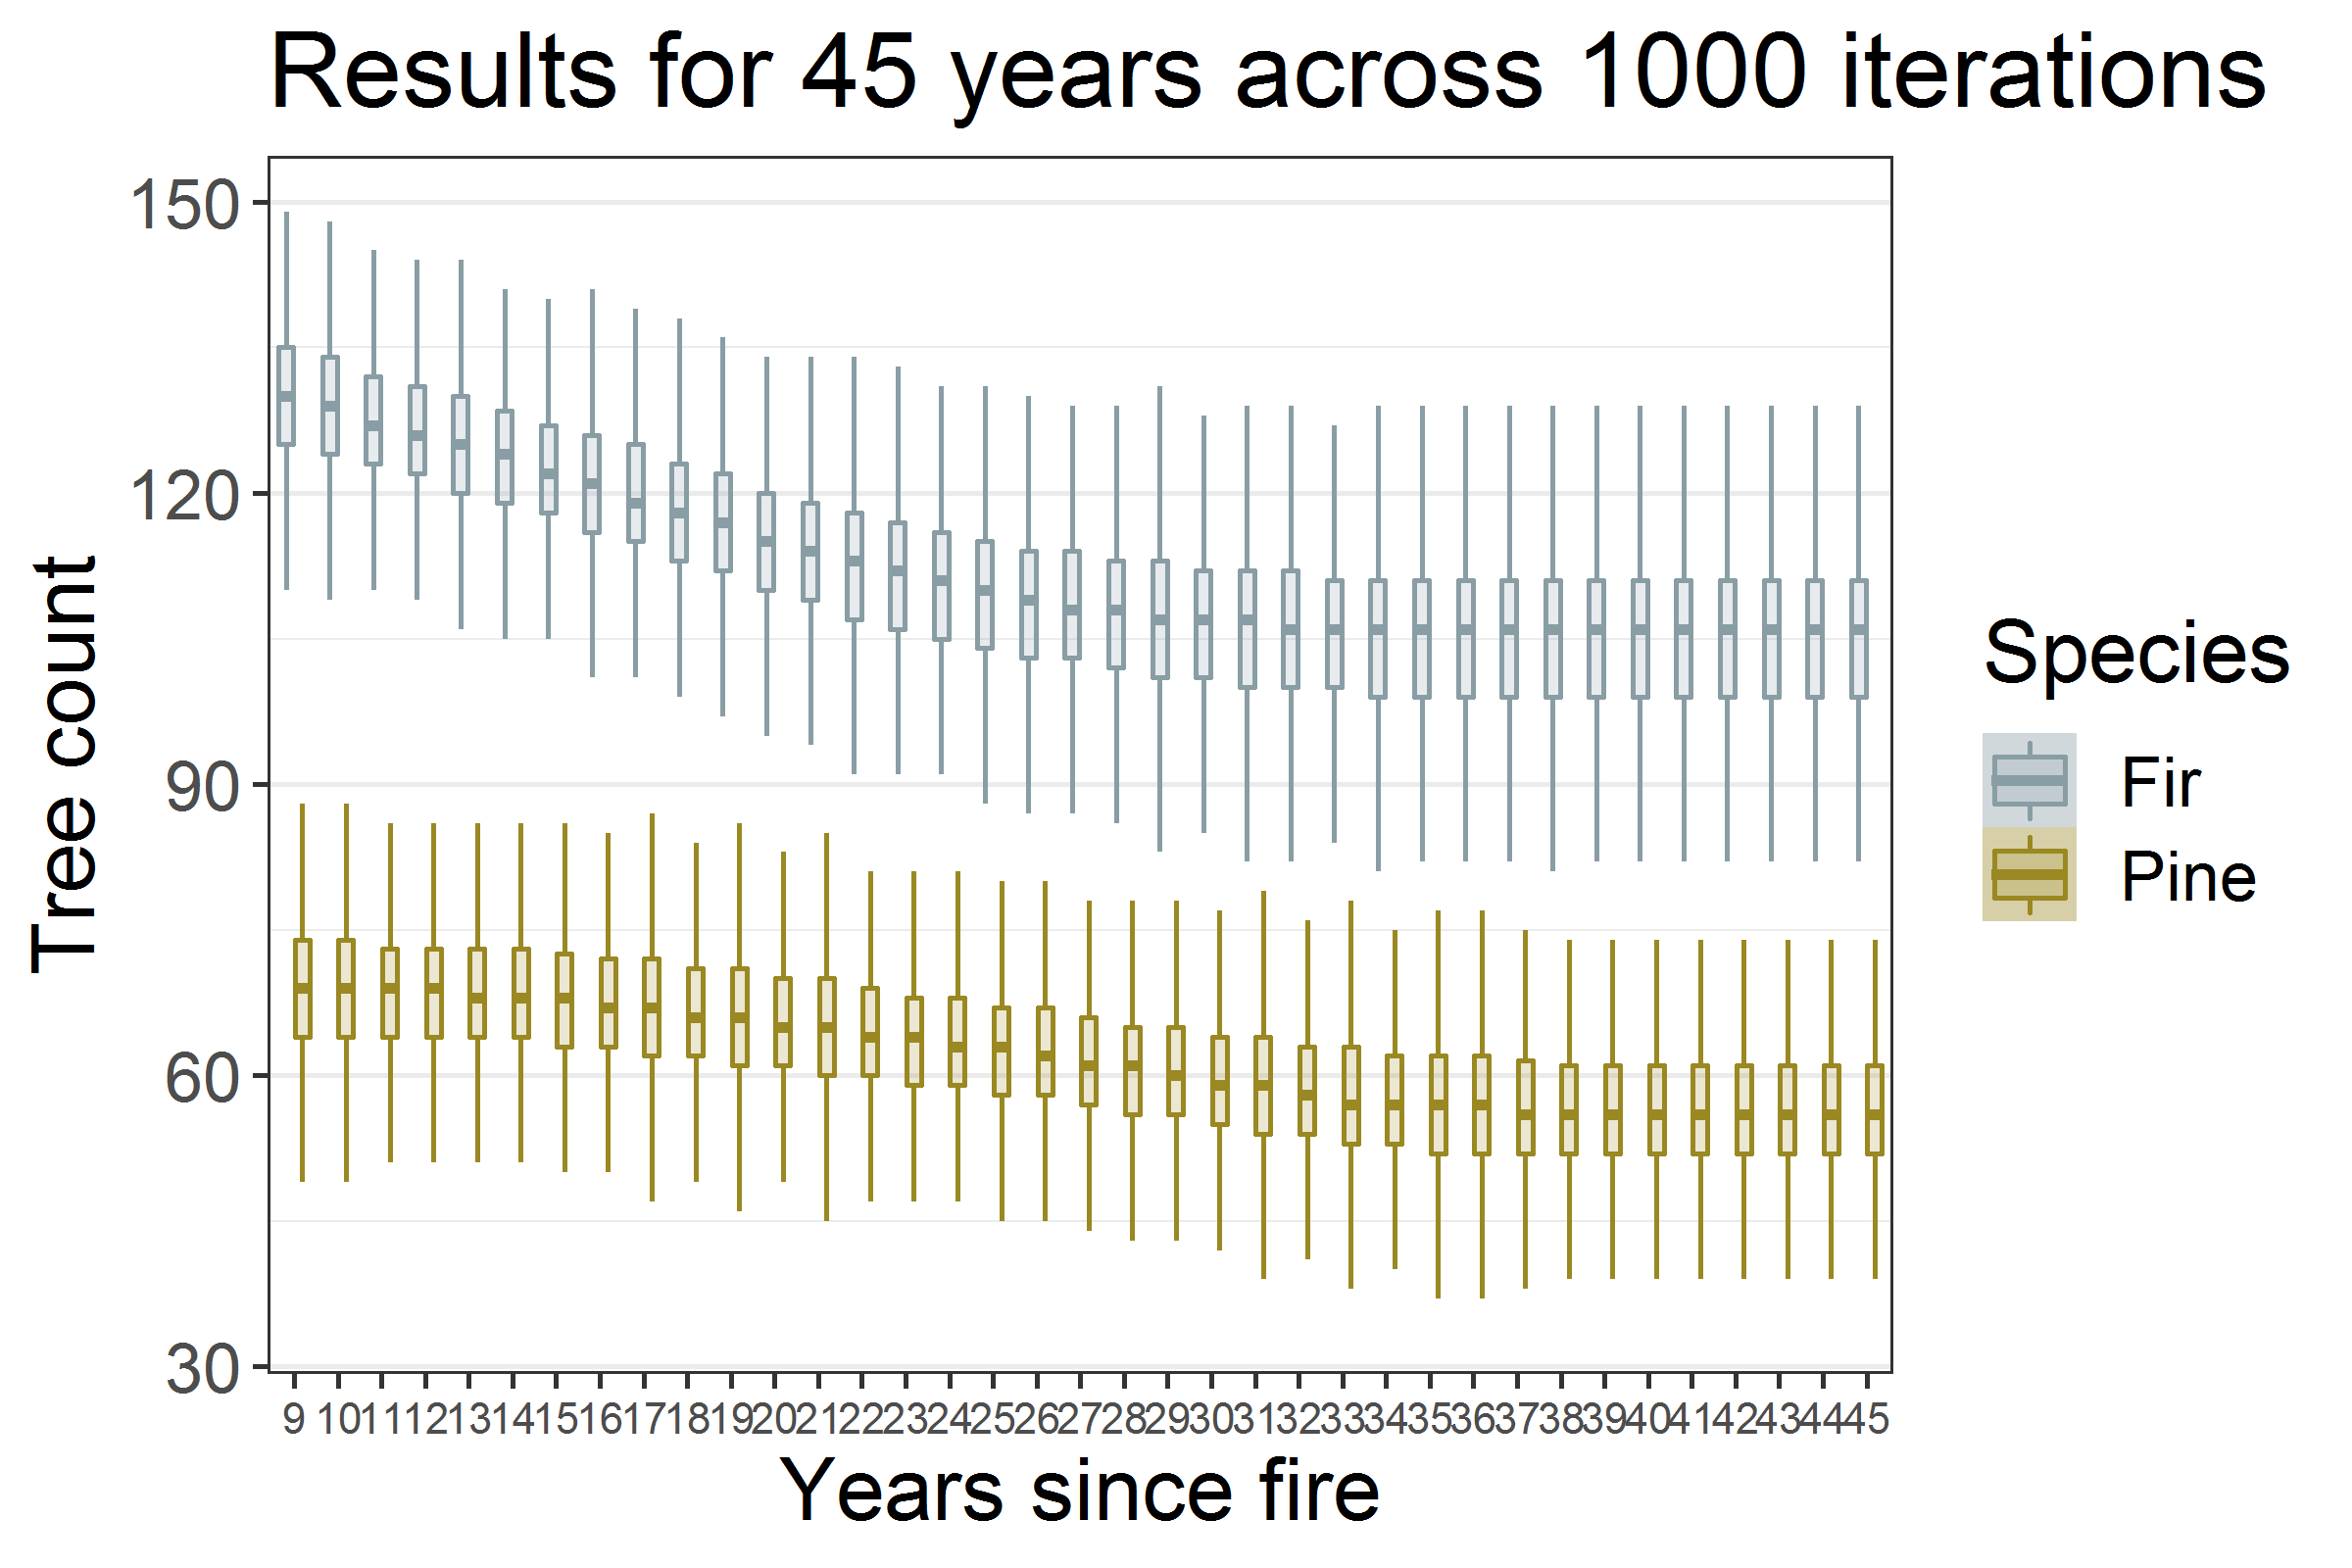 Results for 45 years across 1000 iterations
150
120
90
60
30
Tree count
9 10 11 12 13 14 15 16 17 18 19 20 21 22 23 24 25 26 27 28 29 30 31 32 33 34 35 36 37 38 39 40 41 42 43 44 45
Years since fire
Species
Fir
Pine